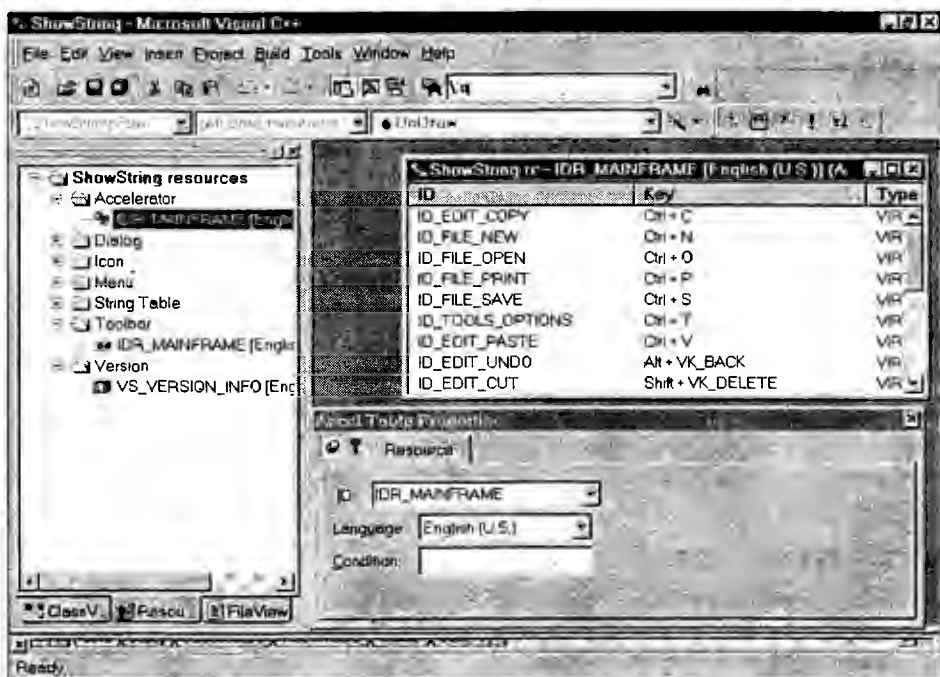 ShowString - Microsoft Visual C++
File Edit View Insert Project Build Tools Window Help
\q
OnDraw
ShowString resources
Accelerator
Dialog
Icon
Menu
String Table
Toolbar
IDR_MAINFRAME [Englis
Version
VS_VERSION_INFO [Eng
ClassV... Resou... FileView
IDR_MAINFRAME [English (U.S.)] (A...
ID Key Type
ID_EDIT_COPY Ctrl + C VIR
ID_FILE_NEW Ctrl + N VIR
ID_FILE_OPEN Ctrl + O VIR
ID_FILE_PRINT Ctrl + P VIR
ID_FILE_SAVE Ctrl + S VIR
ID_TOOLS_OPTIONS Ctrl + T VIR
ID_EDIT_PASTE Ctrl + V VIR
ID_EDIT_UNDO Alt + VK_BACK VIR
ID_EDIT_CUT Shift + VK_DELETE VIR
Accel Table Properties
Resource
ID: IDR_MAINFRAME
Language: English (U.S.)
Condition:
Ready